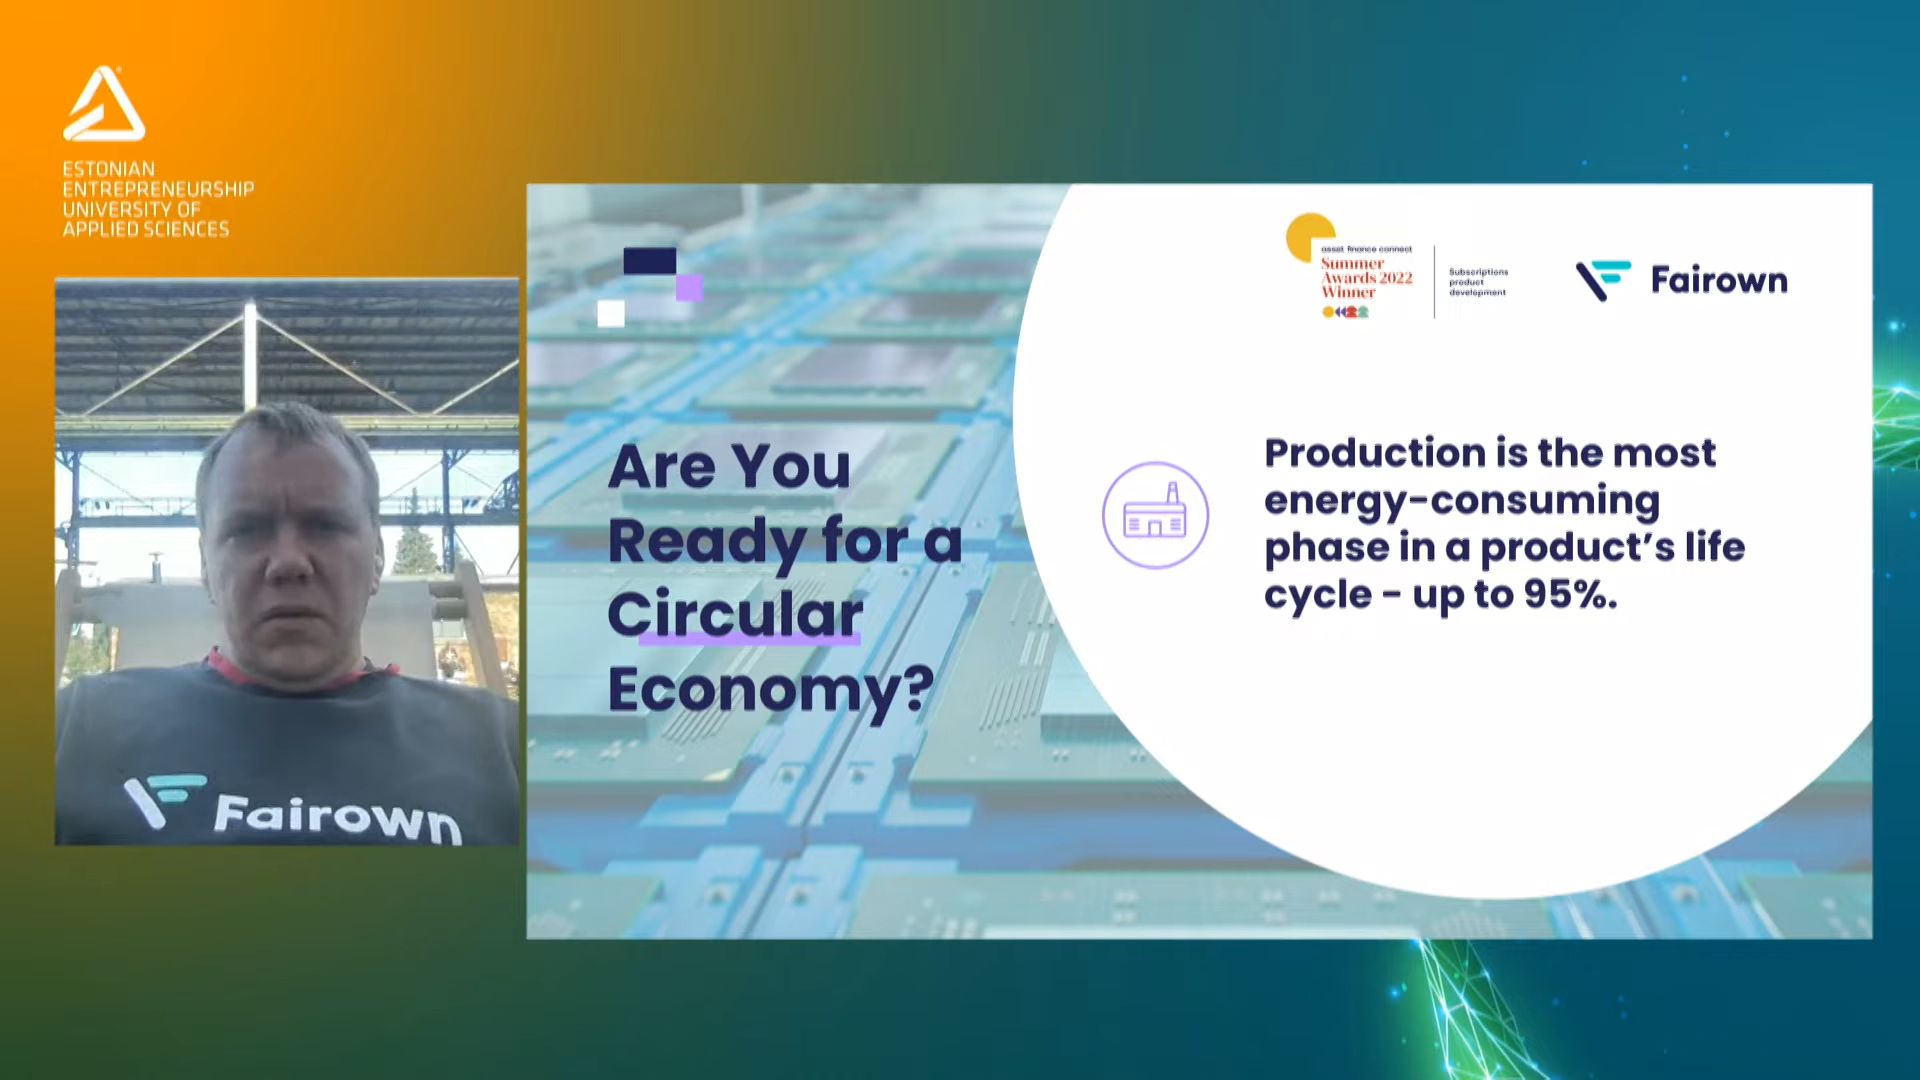 ESTONIAN
ENTREPRENEURSHIP
UNIVERSITY OF
APPLIED SCIENCES
Fairown
Are You
Ready for a
Circular
Economy?
asset finance connect
Summer
Awards 2022
Winner
Subscriptions
product
development
Fairown
Production is the most
energy-consuming
phase in a product’s life
cycle - up to 95%.